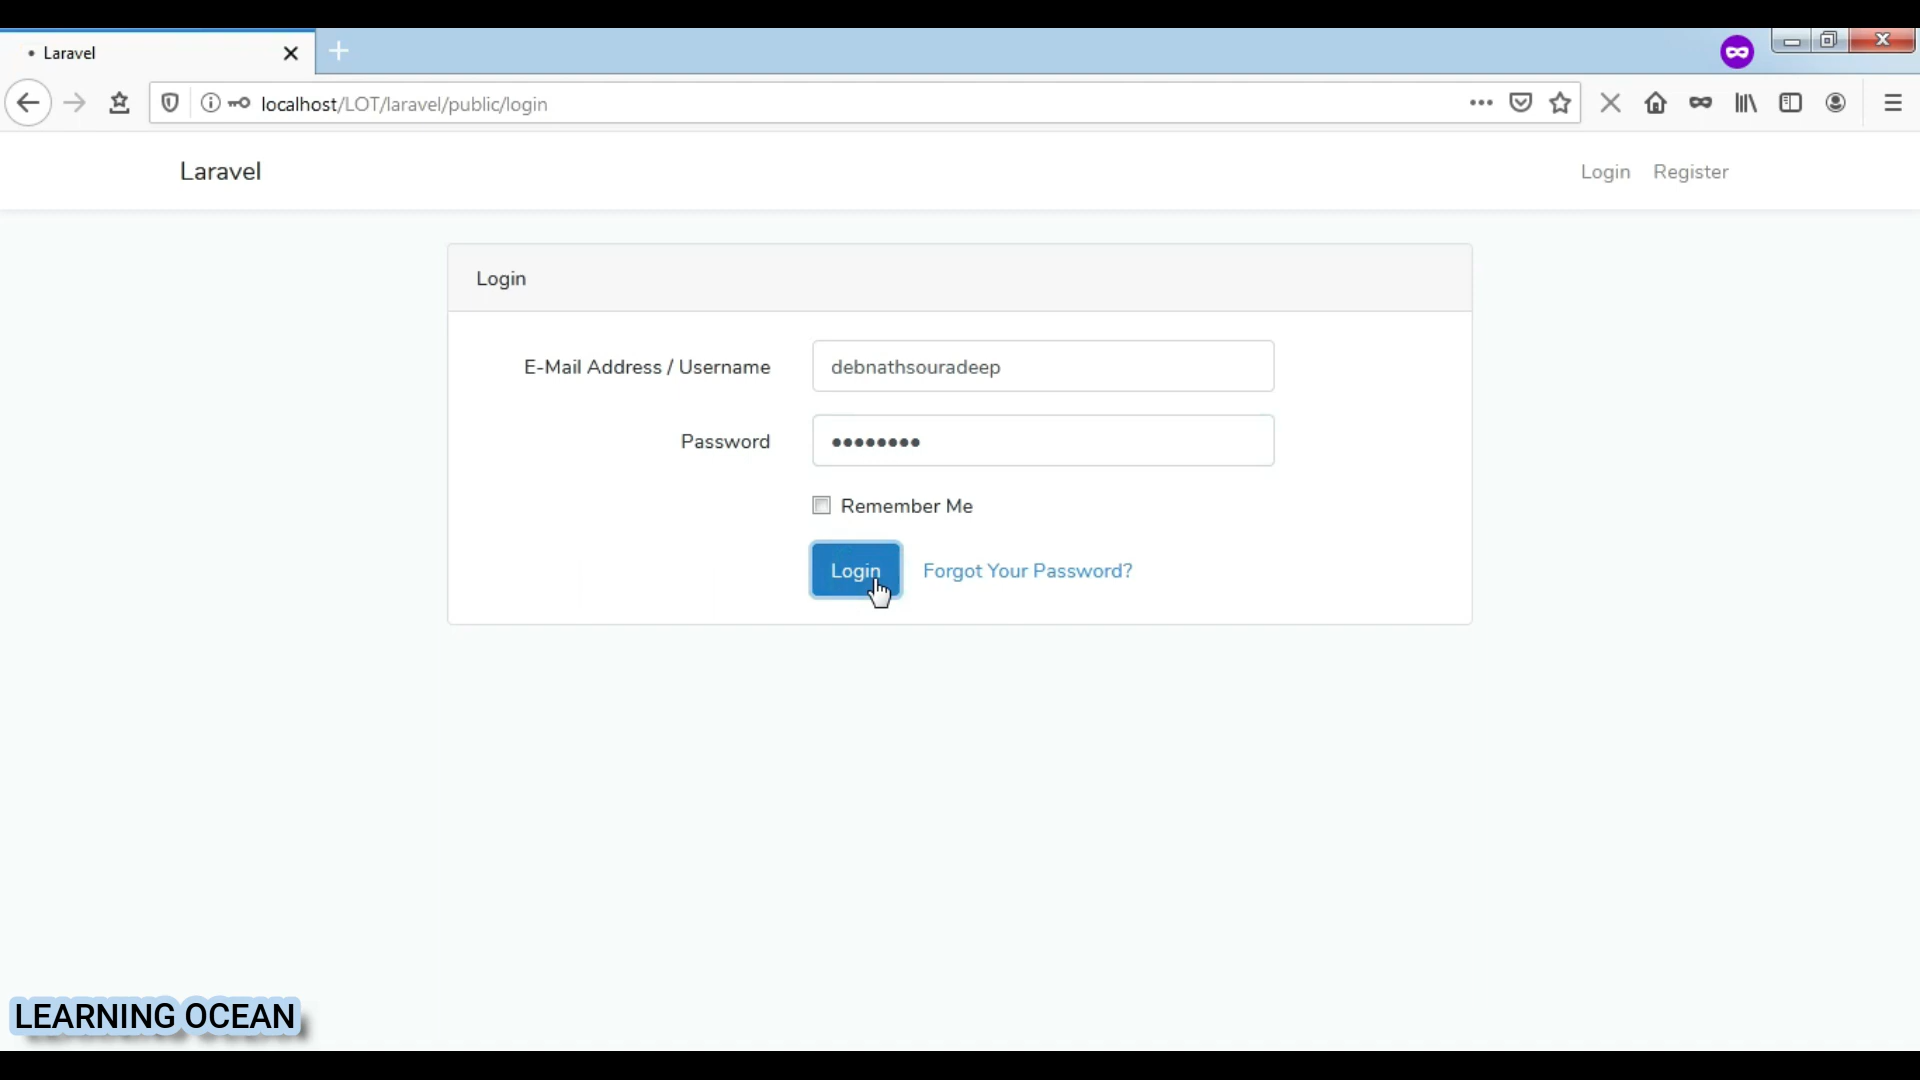 Laravel
localhost/LOT/laravel/public/login
Laravel
Login Register
Login
E-Mail Address / Username debnathsouradeep
Password ••••••••
Remember Me
Login Forgot Your Password?
LEARNING OCEAN